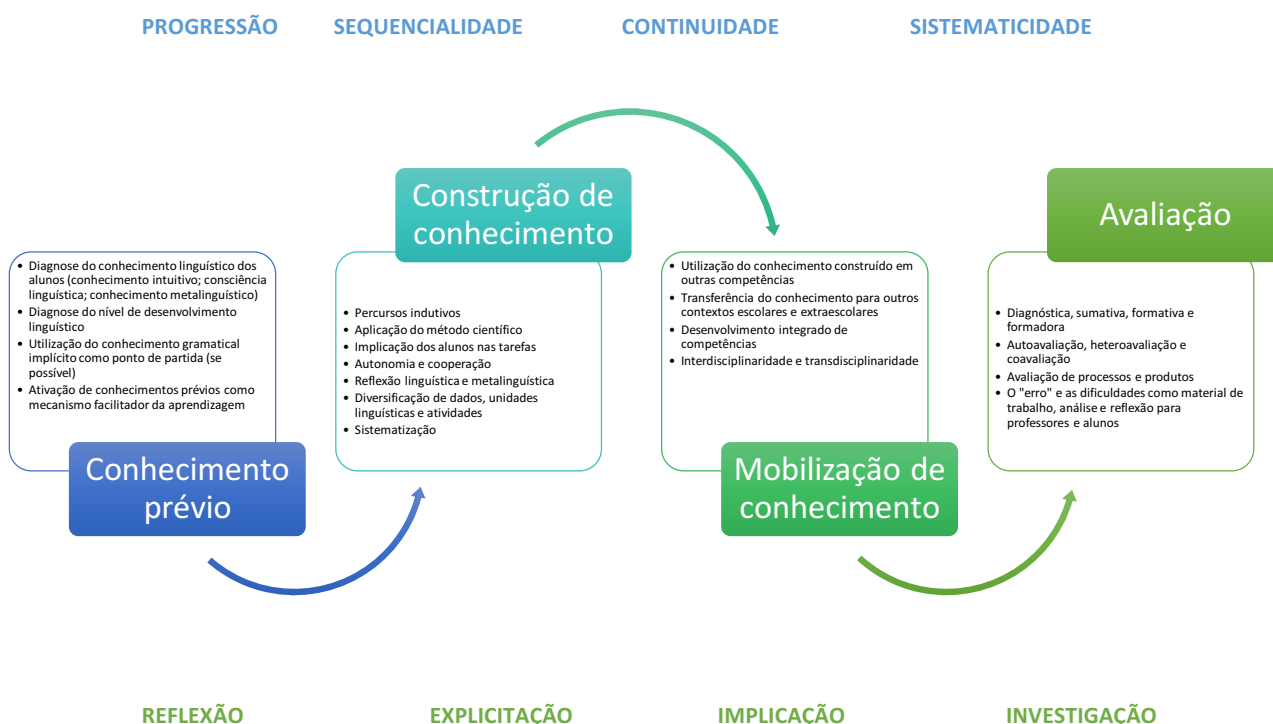 PROGRESSÃO SEQUENCIALIDADE CONTINUIDADE SISTEMATICIDADE
• Diagnose do conhecimento linguístico dos
alunos (conhecimento intuitivo; consciência
linguística; conhecimento metalinguístico)
• Diagnose do nível de desenvolvimento
linguístico
• Utilização do conhecimento gramatical
implícito como ponto de partida (se
possível)
• Ativação de conhecimentos prévios como
mecanismo facilitador da aprendizagem
Conhecimento
prévio
Construção de
conhecimento
• Percursos indutivos
• Aplicação do método científico
• Implicação dos alunos nas tarefas
• Autonomia e cooperação
• Reflexão linguística e metalinguística
• Diversificação de dados, unidades
linguísticas e atividades
• Sistematização
• Utilização do conhecimento construído em
outras competências
• Transferência do conhecimento para outros
contextos escolares e extraescolares
• Desenvolvimento integrado de
competências
• Interdisciplinaridade e transdisciplinaridade
Mobilização de
conhecimento
Avaliação
• Diagnóstica, sumativa, formativa e
formadora
• Autoavaliação, heteroavaliação e
coavaliação
• Avaliação de processos e produtos
• O "erro" e as dificuldades como material de
trabalho, análise e reflexão para
professores e alunos
REFLEXÃO EXPLICITAÇÃO IMPLICAÇÃO INVESTIGAÇÃO